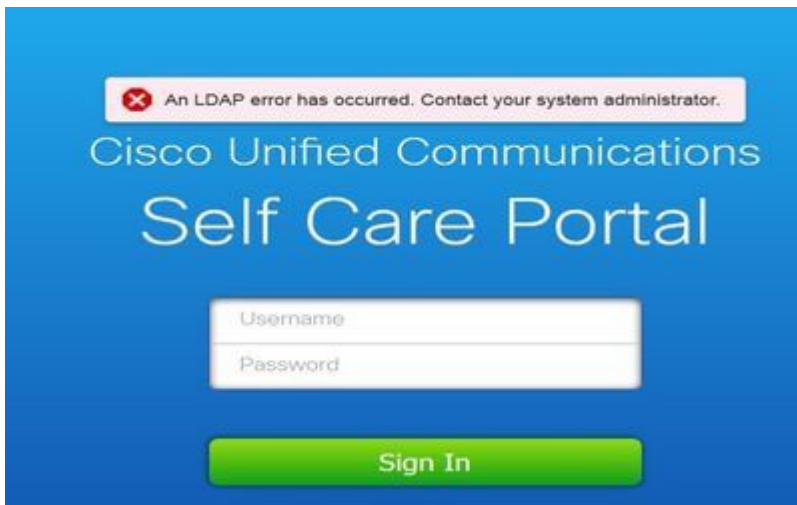 An LDAP error has occurred. Contact your system administrator.
Cisco Unified Communications
Self Care Portal
Username
Password
Sign In